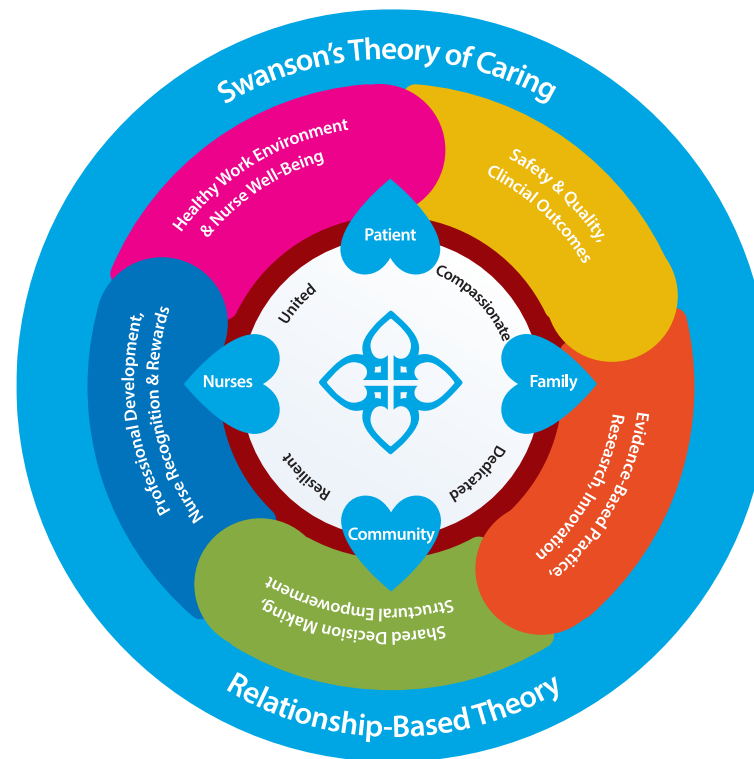 Swanson's Theory of Caring
Healthy Work Environment
& Nurse Well-Being
Safety & Quality,
Clincial Outcomes
Patient
United
Compassionate
Professional Development,
Nurse Recognition & Rewards
Nurses
Family
Evidence-Based Practice,
Research, Innovation
Resilient
Dedicated
Community
Shared Decision Making,
Structural Empowerment
Relationship-Based Theory